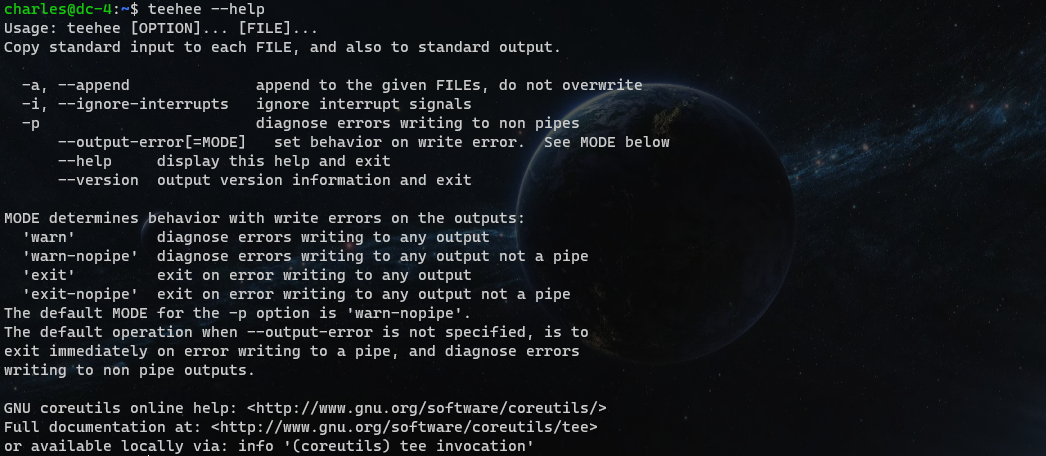 charles@dc-4:~$ teehee --help
Usage: teehee [OPTION]... [FILE]...
Copy standard input to each FILE, and also to standard output.

  -a, --append              append to the given FILEs, do not overwrite
  -i, --ignore-interrupts   ignore interrupt signals
  -p                        diagnose errors writing to non pipes
      --output-error[=MODE]   set behavior on write error.  See MODE below
      --help     display this help and exit
      --version  output version information and exit

MODE determines behavior with write errors on the outputs:
  'warn'         diagnose errors writing to any output
  'warn-nopipe'  diagnose errors writing to any output not a pipe
  'exit'         exit on error writing to any output
  'exit-nopipe'  exit on error writing to any output not a pipe
The default MODE for the -p option is 'warn-nopipe'.
The default operation when --output-error is not specified, is to
exit immediately on error writing to a pipe, and diagnose errors
writing to non pipe outputs.

GNU coreutils online help: <http://www.gnu.org/software/coreutils/>
Full documentation at: <http://www.gnu.org/software/coreutils/tee>
or available locally via: info '(coreutils) tee invocation'